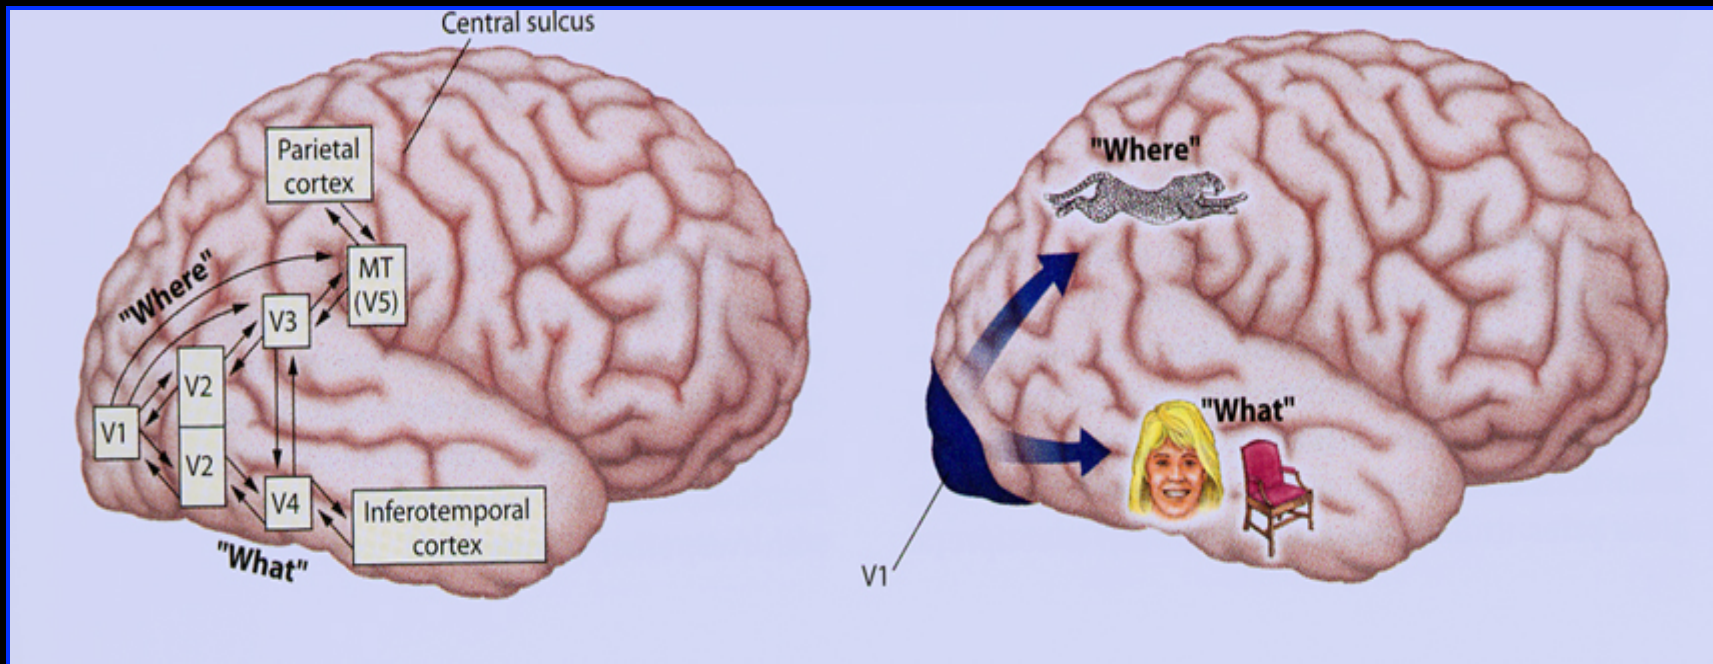 Central sulcus
Parietal
cortex
"Where"
MT
(V5)
V3
V2
V1
V2
V4
Inferotemporal
cortex
"What"
"Where"
"What"
V1